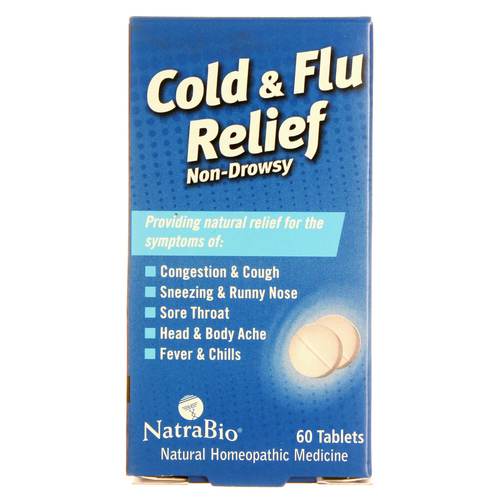 Cold & Flu
Relief
Non-Drowsy
Providing natural relief for the
symptoms of:
Congestion & Cough
Sneezing & Runny Nose
Sore Throat
Head & Body Ache
Fever & Chills
NatraBio®
60 Tablets
Natural Homeopathic Medicine